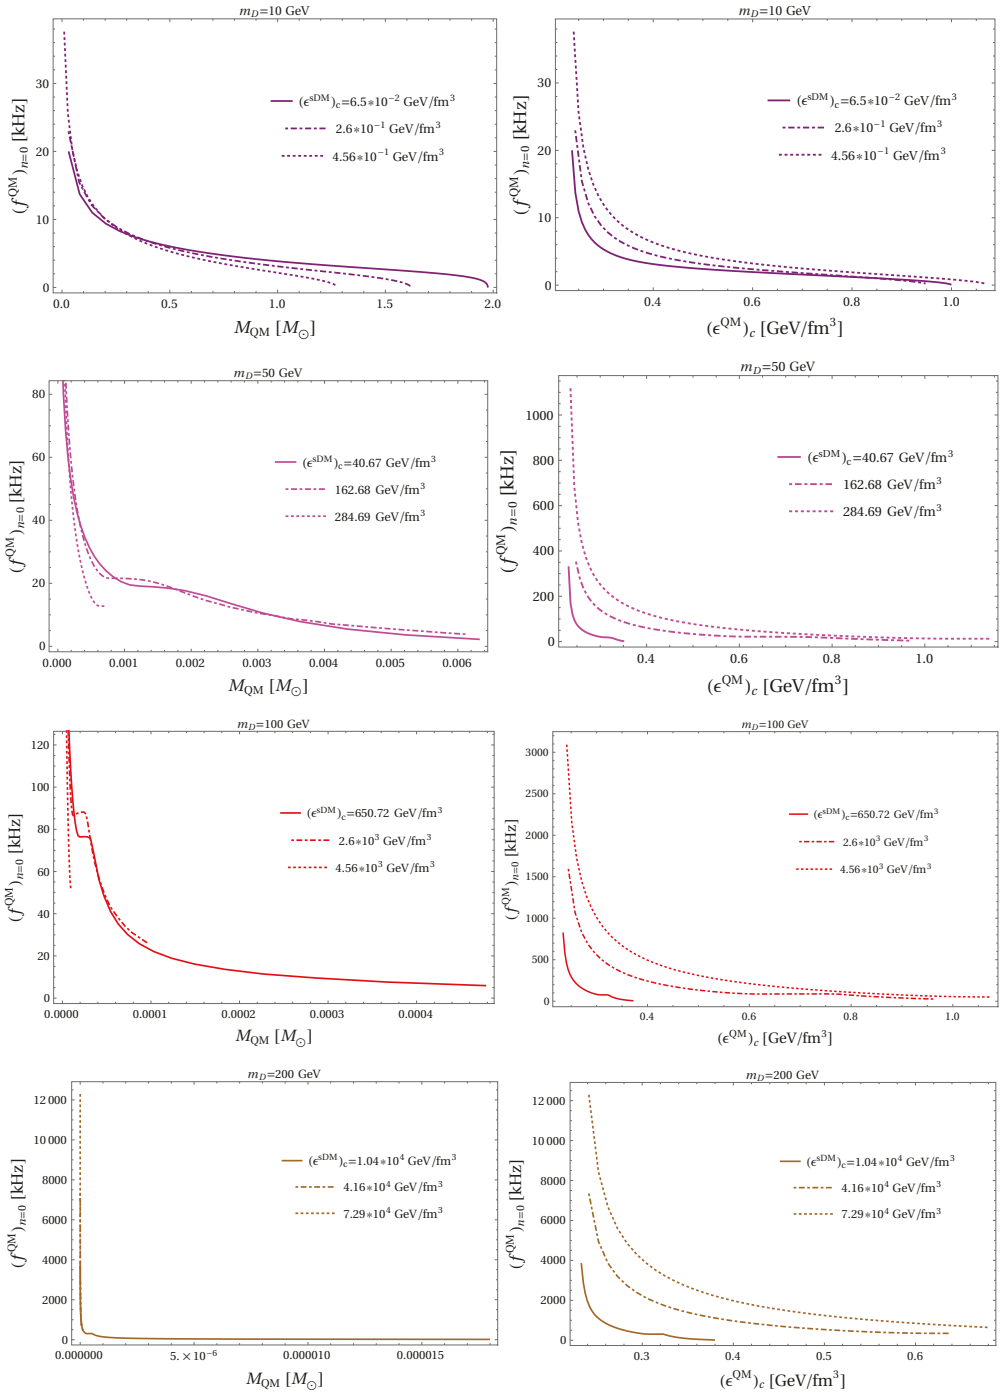 m_D=10 GeV
(f^QM)_{n=0} [kHz]
30
20
10
0
(ϵ^sDM)_c=6.5*10^-2 GeV/fm^3
2.6*10^-1 GeV/fm^3
4.56*10^-1 GeV/fm^3
0.0 0.5 1.0 1.5 2.0
M_QM [M_⊙]
m_D=10 GeV
(f^QM)_{n=0} [kHz]
30
20
10
0
(ϵ^sDM)_c=6.5*10^-2 GeV/fm^3
2.6*10^-1 GeV/fm^3
4.56*10^-1 GeV/fm^3
0.4 0.6 0.8 1.0
(ϵ^QM)_c [GeV/fm^3]
m_D=50 GeV
(f^QM)_{n=0} [kHz]
80
60
40
20
0
(ϵ^sDM)_c=40.67 GeV/fm^3
162.68 GeV/fm^3
284.69 GeV/fm^3
0.000 0.001 0.002 0.003 0.004 0.005 0.006
M_QM [M_⊙]
m_D=50 GeV
(f^QM)_{n=0} [kHz]
1000
800
600
400
200
0
(ϵ^sDM)_c=40.67 GeV/fm^3
162.68 GeV/fm^3
284.69 GeV/fm^3
0.4 0.6 0.8 1.0
(ϵ^QM)_c [GeV/fm^3]
m_D=100 GeV
(f^QM)_{n=0} [kHz]
120
100
80
60
40
20
0
(ϵ^sDM)_c=650.72 GeV/fm^3
2.6*10^3 GeV/fm^3
4.56*10^3 GeV/fm^3
0.0000 0.0001 0.0002 0.0003 0.0004
M_QM [M_⊙]
m_D=100 GeV
(f^QM)_{n=0} [kHz]
3000
2500
2000
1500
1000
500
0
(ϵ^sDM)_c=650.72 GeV/fm^3
2.6*10^3 GeV/fm^3
4.56*10^3 GeV/fm^3
0.4 0.6 0.8 1.0
(ϵ^QM)_c [GeV/fm^3]
m_D=200 GeV
(f^QM)_{n=0} [kHz]
12 000
10 000
8000
6000
4000
2000
0
(ϵ^sDM)_c=1.04*10^4 GeV/fm^3
4.16*10^4 GeV/fm^3
7.29*10^4 GeV/fm^3
0.000000 5.×10^-6 0.000010 0.000015
M_QM [M_⊙]
m_D=200 GeV
(f^QM)_{n=0} [kHz]
12 000
10 000
8000
6000
4000
2000
0
(ϵ^sDM)_c=1.04*10^4 GeV/fm^3
4.16*10^4 GeV/fm^3
7.29*10^4 GeV/fm^3
0.3 0.4 0.5 0.6
(ϵ^QM)_c [GeV/fm^3]